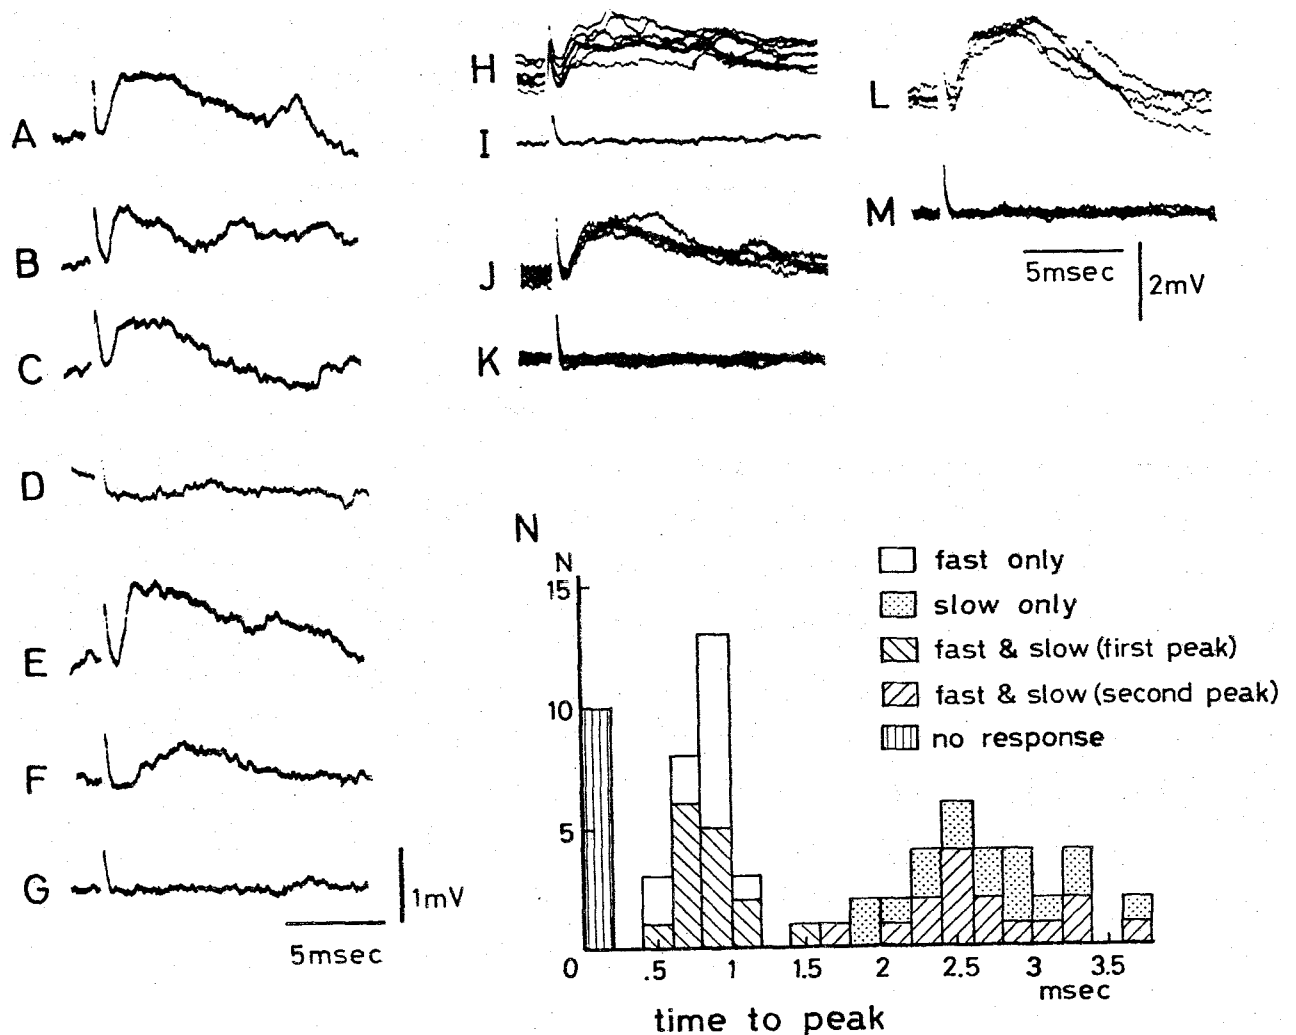 A
B
C
D
E
F
G
1mV
5msec
H
I
J
K
L
M
5msec
2mV
N
N
15
10
5
0 .5 1 1.5 2 2.5 3 3.5
msec
time to peak
fast only
slow only
fast & slow (first peak)
fast & slow (second peak)
no response